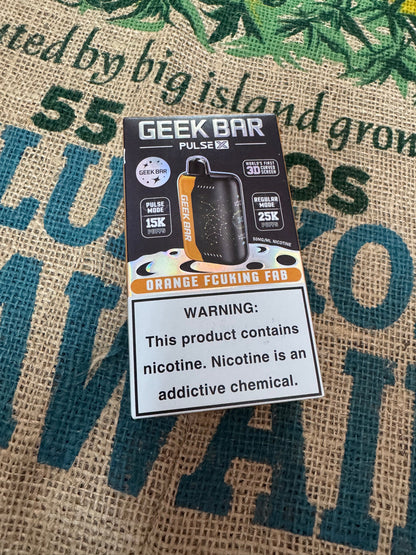 uted by big island grow
55
OS
GEEK BAR
PULSE X
GEEK BAR
WORLD'S FIRST
3D CURVED
SCREEN
PULSE
MODE
15K
PUFFS
REGULAR
MODE
25K
PUFFS
GEEK BAR
50MG/ML NICOTINE
ORANGE FCUKING FAB
WARNING:
This product contains
nicotine. Nicotine is an
addictive chemical.